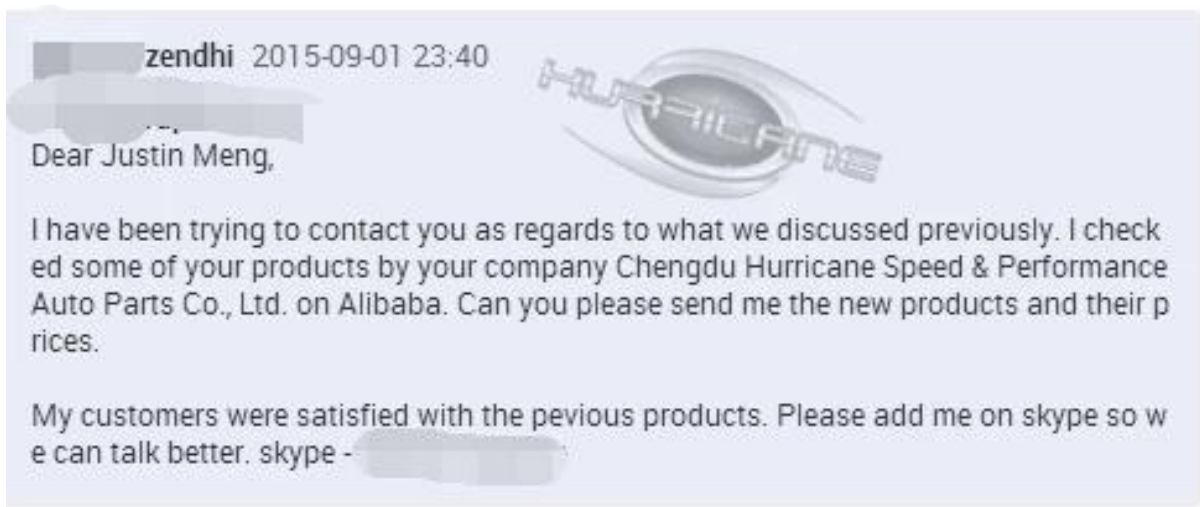 zendhi 2015-09-01 23:40
HURRICANE
Dear Justin Meng,
I have been trying to contact you as regards to what we discussed previously. I check
ed some of your products by your company Chengdu Hurricane Speed & Performance
Auto Parts Co., Ltd. on Alibaba. Can you please send me the new products and their p
rices.
My customers were satisfied with the pevious products. Please add me on skype so w
e can talk better. skype -